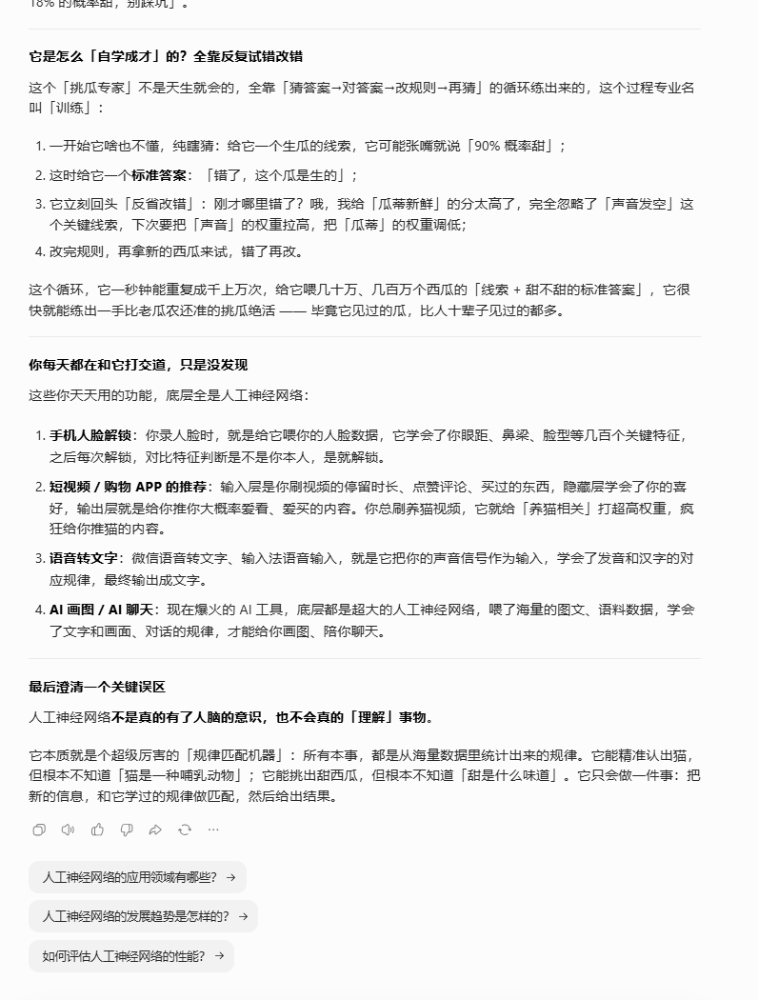 18% 的概率甜，别踩坑」。
它是怎么「自学成才」的？全靠反复试错改错
这个「挑瓜专家」不是天生就会的，全靠「猜答案→对答案→改规则→再猜」的循环练出来的，这个过程专业名
叫「训练」：
1. 一开始它啥也不懂，纯瞎猜：给它一个生瓜的线索，它可能张嘴就说「90% 概率甜」；
2. 这时给它一个标准答案：「错了，这个瓜是生的」；
3. 它立刻回头「反省改错」：刚才哪里错了？哦，我给「瓜蒂新鲜」的分太高了，完全忽略了「声音发空」这
个关键线索，下次要把「声音」的权重拉高，把「瓜蒂」的权重调低；
4. 改完规则，再拿新的西瓜来试，错了再改。
这个循环，它一秒钟能重复成千上万次，给它喂几十万、几百万个西瓜的「线索 + 甜不甜的标准答案」，它很
快就能练出一手比老瓜农还准的挑瓜绝活 —— 毕竟它见过的瓜，比人十辈子见过的都多。
你每天都在和它打交道，只是没发现
这些你天天用的功能，底层全是人工神经网络：
1. 手机人脸解锁：你录人脸时，就是给它喂你的人脸数据，它学会了你眼距、鼻梁、脸型等几百个关键特征，
之后每次解锁，对比特征判断是不是你本人，是就解锁。
2. 短视频 / 购物 APP 的推荐：输入层是你刷视频的停留时长、点赞评论、买过的东西，隐藏层学会了你的喜
好，输出层就是给你推你大概率爱看、爱买的内容。你总刷养猫视频，它就给「养猫相关」打超高权重，疯
狂给你推猫的内容。
3. 语音转文字：微信语音转文字、输入法语音输入，就是它把你的声音信号作为输入，学会了发音和汉字的对
应规律，最终输出成文字。
4. AI 画图 / AI 聊天：现在爆火的 AI 工具，底层都是超大的人工神经网络，喂了海量的图文、语料数据，学会
了文字和画面、对话的规律，才能给你画图、陪你聊天。
最后澄清一个关键误区
人工神经网络不是真的有了人脑的意识，也不会真的「理解」事物。
它本质就是个超级厉害的「规律匹配机器」：所有本事，都是从海量数据里统计出来的规律。它能精准认出猫，
但根本不知道「猫是一种哺乳动物」；它能挑出甜西瓜，但根本不知道「甜是什么味道」。它只会做一件事：把
新的信息，和它学过的规律做匹配，然后给出结果。
人工神经网络的应用领域有哪些？ →
人工神经网络的发展趋势是怎样的？ →
如何评估人工神经网络的性能？ →